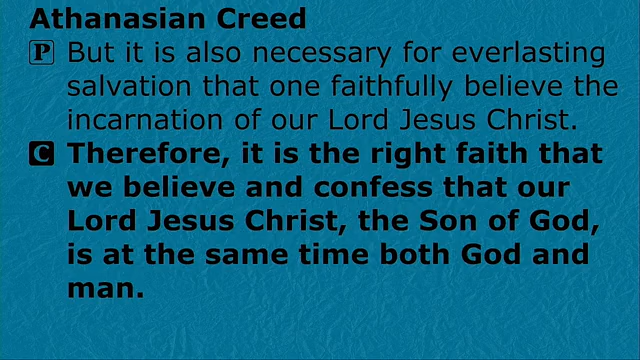 Athanasian Creed
P But it is also necessary for everlasting
salvation that one faithfully believe the
incarnation of our Lord Jesus Christ.
C Therefore, it is the right faith that
we believe and confess that our
Lord Jesus Christ, the Son of God,
is at the same time both God and
man.